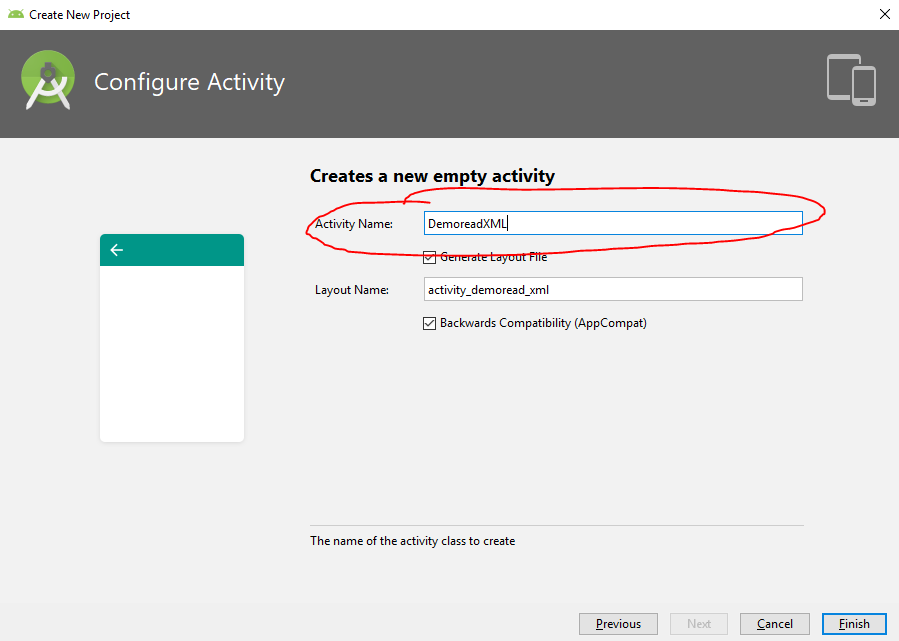 Create New Project
Configure Activity
Creates a new empty activity
Activity Name: DemoreadXML
Generate Layout File
Layout Name: activity_demoread_xml
Backwards Compatibility (AppCompat)
The name of the activity class to create
Previous Next Cancel Finish